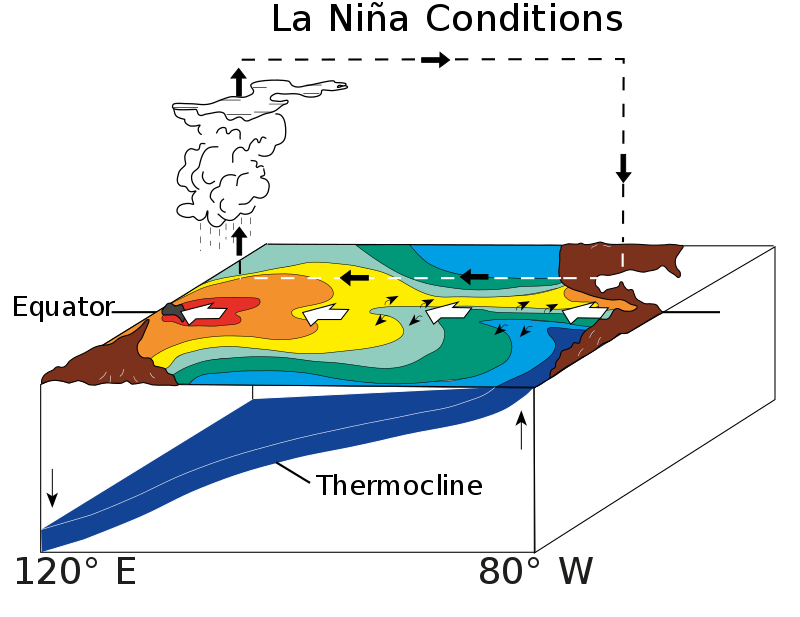 La Niña Conditions
Equator
Thermocline
120° E
80° W